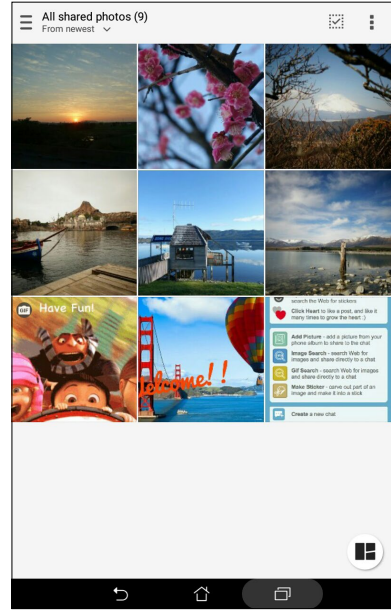 All shared photos (9)
From newest
GIF Have Fun!
Welcome! !
search the Web for stickers
Click Heart to like a post, and like it
many times to grow the heart :)
Add Picture - add a picture from your
phone album to share to the chat
Image Search - search Web for images
and share directly to a chat
Gif Search - search Web for images
and share directly to a chat
Make Sticker - carve out part of an
image and make it into a stick
Create a new chat